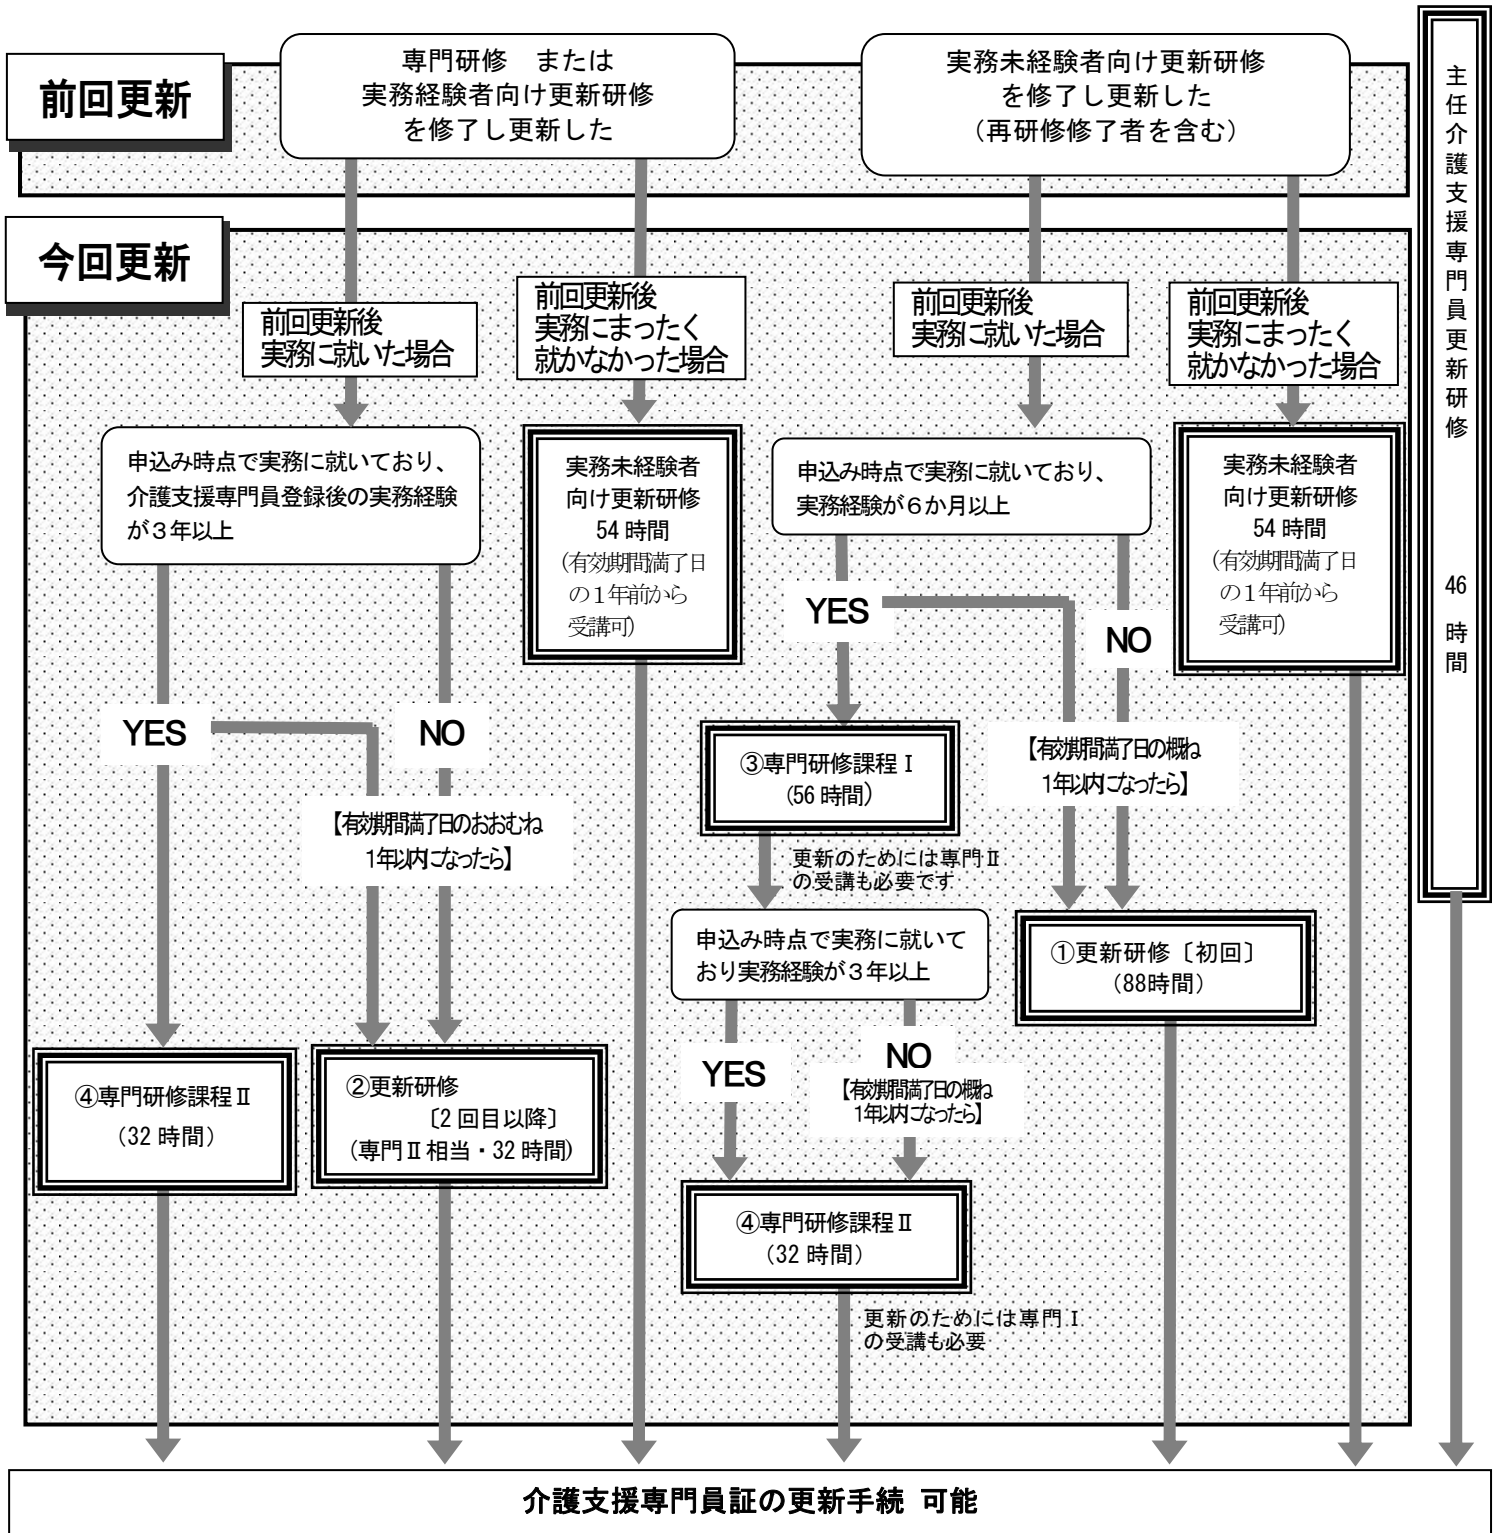 前回更新
専門研修　または
実務経験者向け更新研修
を修了し更新した
実務未経験者向け更新研修
を修了し更新した
（再研修修了者を含む）
主任介護支援専門員更新研修　46 時間
今回更新
前回更新後
実務に就いた場合
前回更新後
実務にまったく
就かなかった場合
前回更新後
実務に就いた場合
前回更新後
実務にまったく
就かなかった場合
申込み時点で実務に就いており、
介護支援専門員登録後の実務経験
が３年以上
実務未経験者
向け更新研修
54 時間
（有効期間満了日
の１年前から
受講可）
申込み時点で実務に就いており、
実務経験が６か月以上
実務未経験者
向け更新研修
54 時間
（有効期間満了日
の１年前から
受講可）
YES
NO
YES
NO
【有効期間満了日のおおむね
1年以内になったら】
③専門研修課程Ⅰ
（56 時間）
【有効期間満了日の概ね
1年以内になったら】
更新のためには専門Ⅱ
の受講も必要です
申込み時点で実務に就いて
おり実務経験が３年以上
①更新研修〔初回〕
（88時間）
YES
NO
【有効期間満了日の概ね
1年以内になったら】
④専門研修課程Ⅱ
（32 時間）
②更新研修
〔2 回目以降〕
（専門Ⅱ相当・32 時間）
④専門研修課程Ⅱ
（32 時間）
更新のためには専門Ⅰ
の受講も必要
介護支援専門員証の更新手続 可能